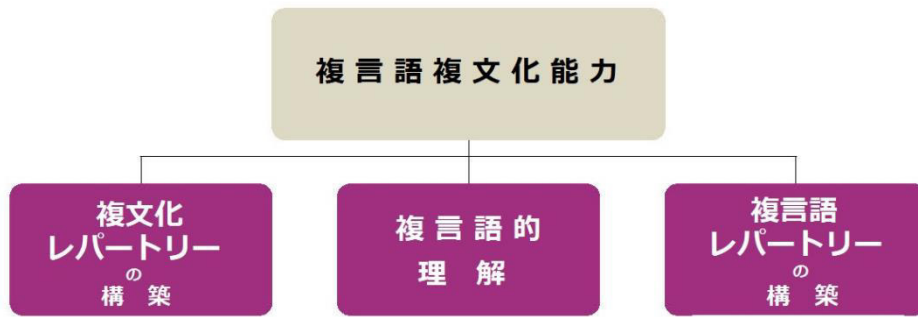 複言語複文化能力
複文化
レパートリー
の
構築
複言語的
理解
複言語
レパートリー
の
構築